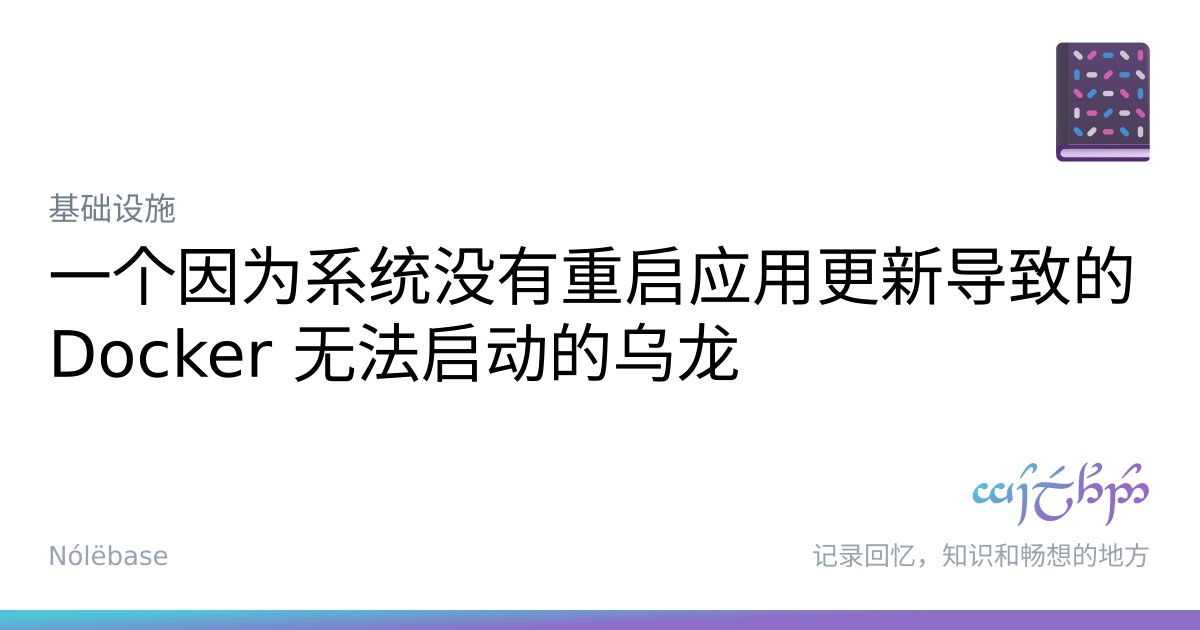 基础设施
一个因为系统没有重启应用更新导致的
Docker 无法启动的乌龙
Nólëbase
记录回忆，知识和畅想的地方